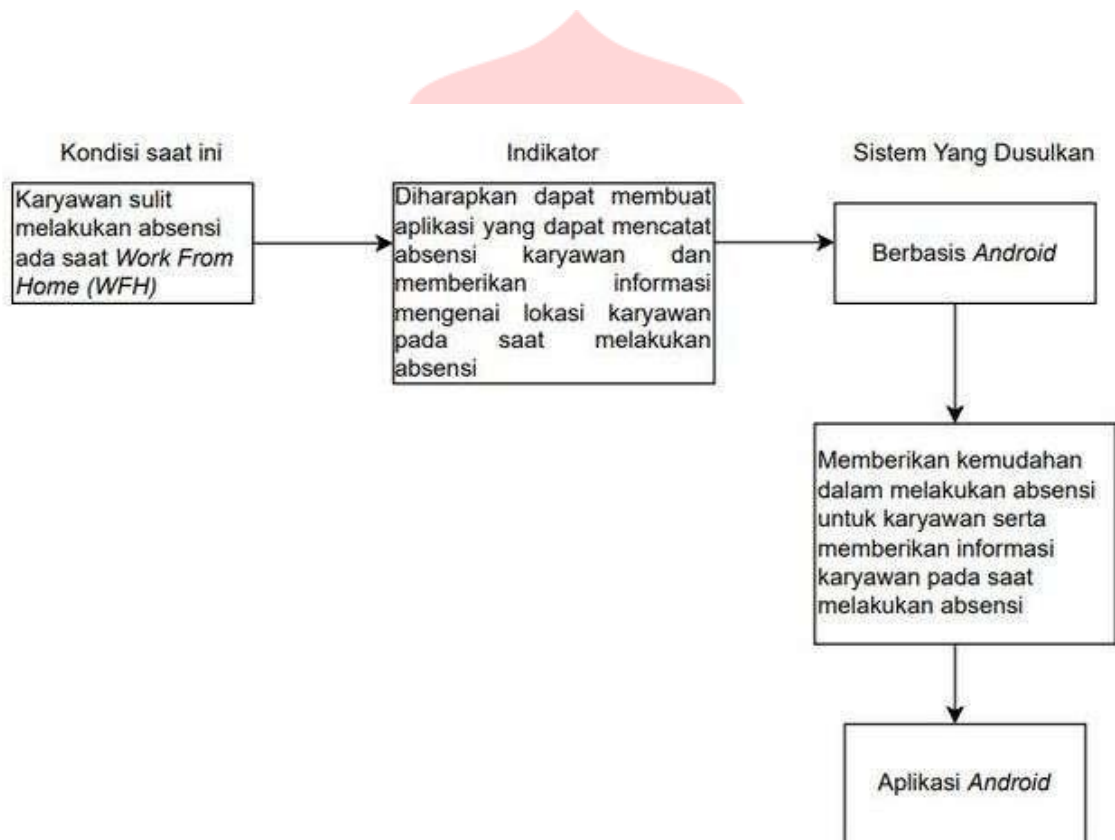 Kondisi saat ini
Karyawan sulit
melakukan absensi
ada saat Work From
Home (WFH)
Indikator
Diharapkan dapat membuat
aplikasi yang dapat mencatat
absensi karyawan dan
memberikan informasi
mengenai lokasi karyawan
pada saat melakukan
absensi
Sistem Yang Dusulkan
Berbasis Android
Memberikan kemudahan
dalam melakukan absensi
untuk karyawan serta
memberikan informasi
karyawan pada saat
melakukan absensi
Aplikasi Android